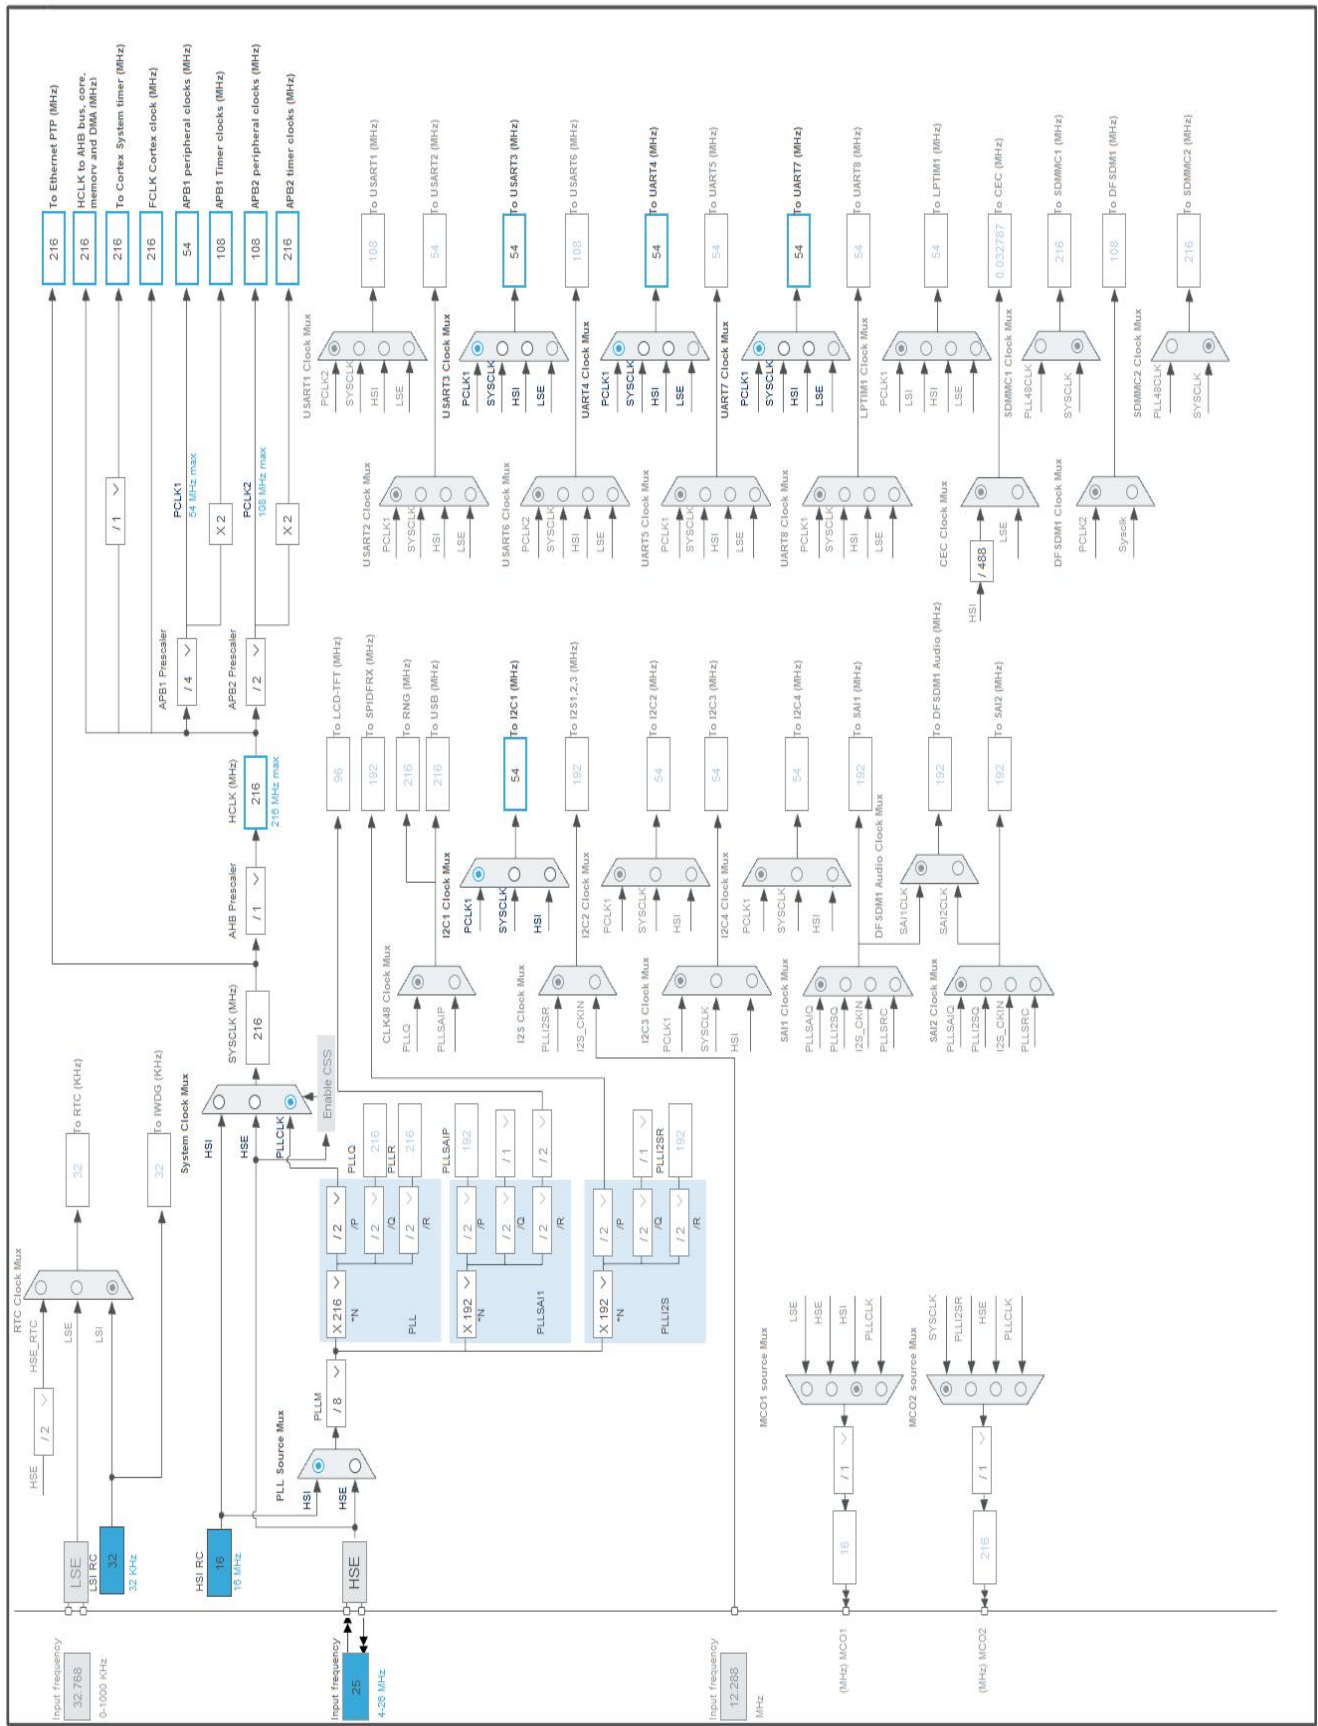 Input frequency
32.768
0-1000 KHz
LSE
LSI RC
32
32 KHz
HSI RC
16
16 MHz
Input frequency
25
4-26 MHz
HSE
Input frequency
12.288
MHz
HSE
/ 2
HSE_RTC
LSE
LSI
RTC Clock Mux
32
To RTC (KHz)
32
To IWDG (KHz)
System Clock Mux
HSI
HSE
PLLCLK
Enable CSS
SYSCLK (MHz)
216
AHB Prescaler
/ 1
HCLK (MHz)
216
216 MHz max
APB1 Prescaler
/ 4
APB2 Prescaler
/ 2
/ 1
PCLK1
54 MHz max
X 2
PCLK2
108 MHz max
X 2
216
To Ethernet PTP (MHz)
216
HCLK to AHB bus, core,
memory and DMA (MHz)
216
To Cortex System timer (MHz)
216
FCLK Cortex clock (MHz)
54
APB1 peripheral clocks (MHz)
108
APB1 Timer clocks (MHz)
108
APB2 peripheral clocks (MHz)
216
APB2 timer clocks (MHz)
PLL Source Mux
HSI
HSE
PLLM
/ 8
X 216
*N
PLL
/ 2
/P
/ 2
/Q
/ 2
/R
PLLQ
216
PLLR
216
X 192
*N
PLLSAI1
/ 2
/P
/ 2
/Q
/ 2
/R
PLLSAIP
192
/ 1
/ 2
X 192
*N
PLLI2S
/ 2
/P
/ 2
/Q
/ 2
/R
/ 1
PLLI2SR
192
96
To LCD-TFT (MHz)
192
To SPIDFRX (MHz)
216
To RNG (MHz)
216
To USB (MHz)
CLK48 Clock Mux
PLLQ
PLLSAIP
I2C1 Clock Mux
PCLK1
SYSCLK
HSI
54
To I2C1 (MHz)
I2S Clock Mux
PLLI2SR
I2S_CKIN
192
To I2S1,2,3 (MHz)
I2C2 Clock Mux
PCLK1
SYSCLK
HSI
54
To I2C2 (MHz)
I2C3 Clock Mux
PCLK1
SYSCLK
HSI
54
To I2C3 (MHz)
I2C4 Clock Mux
PCLK1
SYSCLK
HSI
54
To I2C4 (MHz)
SAI1 Clock Mux
PLLSAIQ
PLLI2SQ
I2S_CKIN
PLLSRC
192
To SAI1 (MHz)
DFSDM1 Audio Clock Mux
SAI1CLK
SAI2CLK
192
To DFSDM1 Audio (MHz)
SAI2 Clock Mux
PLLSAIQ
PLLI2SQ
I2S_CKIN
PLLSRC
192
To SAI2 (MHz)
USART1 Clock Mux
PCLK2
SYSCLK
HSI
LSE
108
To USART1 (MHz)
USART2 Clock Mux
PCLK1
SYSCLK
HSI
LSE
54
To USART2 (MHz)
USART3 Clock Mux
PCLK1
SYSCLK
HSI
LSE
54
To USART3 (MHz)
USART6 Clock Mux
PCLK2
SYSCLK
HSI
LSE
108
To USART6 (MHz)
UART4 Clock Mux
PCLK1
SYSCLK
HSI
LSE
54
To UART4 (MHz)
UART5 Clock Mux
PCLK1
SYSCLK
HSI
LSE
54
To UART5 (MHz)
UART7 Clock Mux
PCLK1
SYSCLK
HSI
LSE
54
To UART7 (MHz)
UART8 Clock Mux
PCLK1
SYSCLK
HSI
LSE
54
To UART8 (MHz)
LPTIM1 Clock Mux
PCLK1
LSI
HSI
LSE
54
To LPTIM1 (MHz)
CEC Clock Mux
HSI
/ 488
LSE
0.032787
To CEC (MHz)
SDMMC1 Clock Mux
PLL48CLK
SYSCLK
216
To SDMMC1 (MHz)
DFSDM1 Clock Mux
PCLK2
Sysclk
108
To DFSDM1 (MHz)
SDMMC2 Clock Mux
PLL48CLK
SYSCLK
216
To SDMMC2 (MHz)
(MHz) MCO1
16
/ 1
MCO1 source Mux
LSE
HSE
HSI
PLLCLK
(MHz) MCO2
216
/ 1
MCO2 source Mux
SYSCLK
PLLI2SR
HSE
PLLCLK